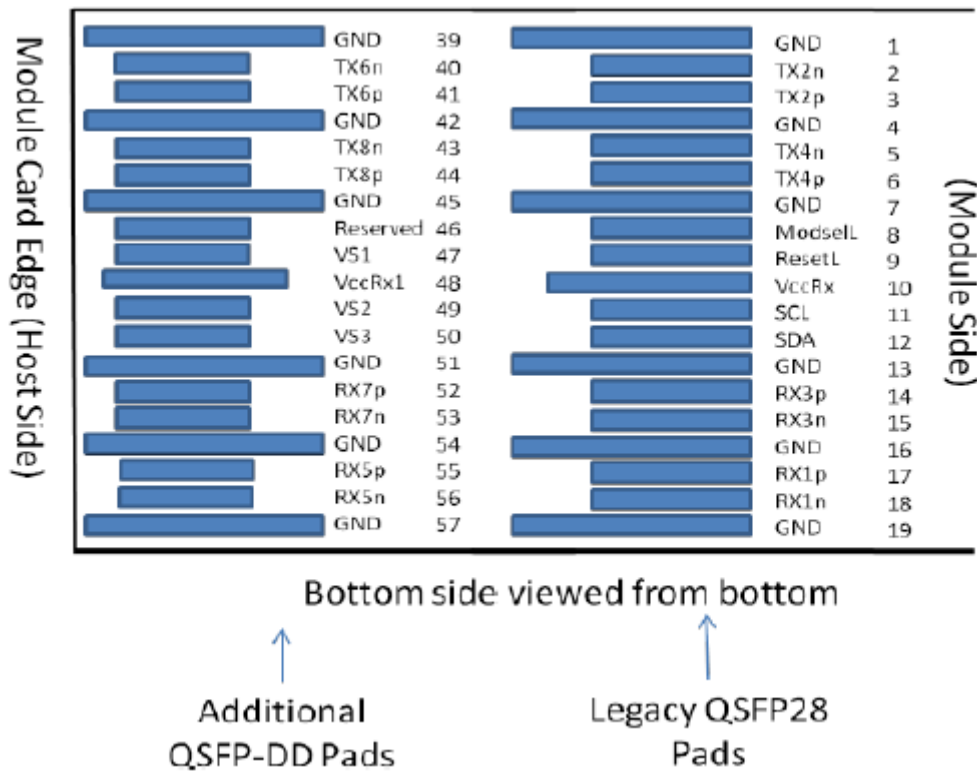 Module Card Edge (Host Side)
GND 39 GND 1
TX6n 40 TX2n 2
TX6p 41 TX2p 3
GND 42 GND 4
TX8n 43 TX4n 5
TX8p 44 TX4p 6
GND 45 GND 7
Reserved 46 ModselL 8
VS1 47 ResetL 9
VccRx1 48 VccRx 10
VS2 49 SCL 11
VS3 50 SDA 12
GND 51 GND 13
RX7p 52 RX3p 14
RX7n 53 RX3n 15
GND 54 GND 16
RX5p 55 RX1p 17
RX5n 56 RX1n 18
GND 57 GND 19
(Module Side)
Bottom side viewed from bottom
Additional
QSFP-DD Pads
Legacy QSFP28
Pads